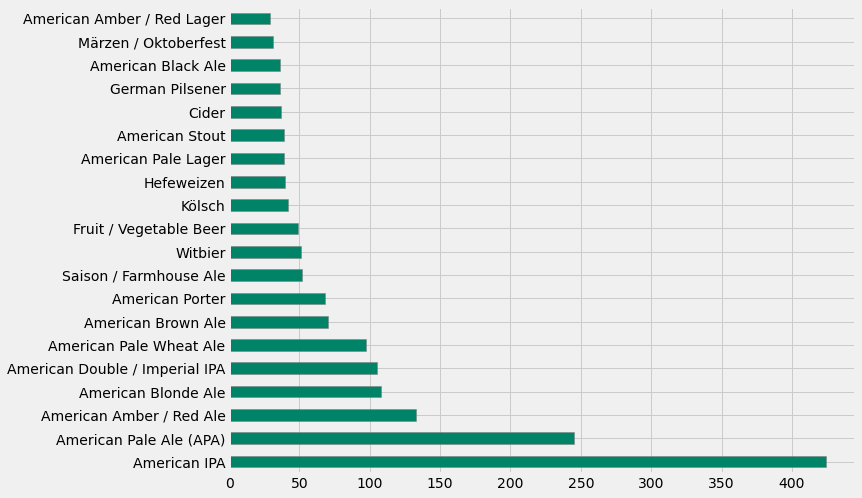 American Amber / Red Lager
Märzen / Oktoberfest
American Black Ale
German Pilsener
Cider
American Stout
American Pale Lager
Hefeweizen
Kölsch
Fruit / Vegetable Beer
Witbier
Saison / Farmhouse Ale
American Porter
American Brown Ale
American Pale Wheat Ale
American Double / Imperial IPA
American Blonde Ale
American Amber / Red Ale
American Pale Ale (APA)
American IPA
0 50 100 150 200 250 300 350 400